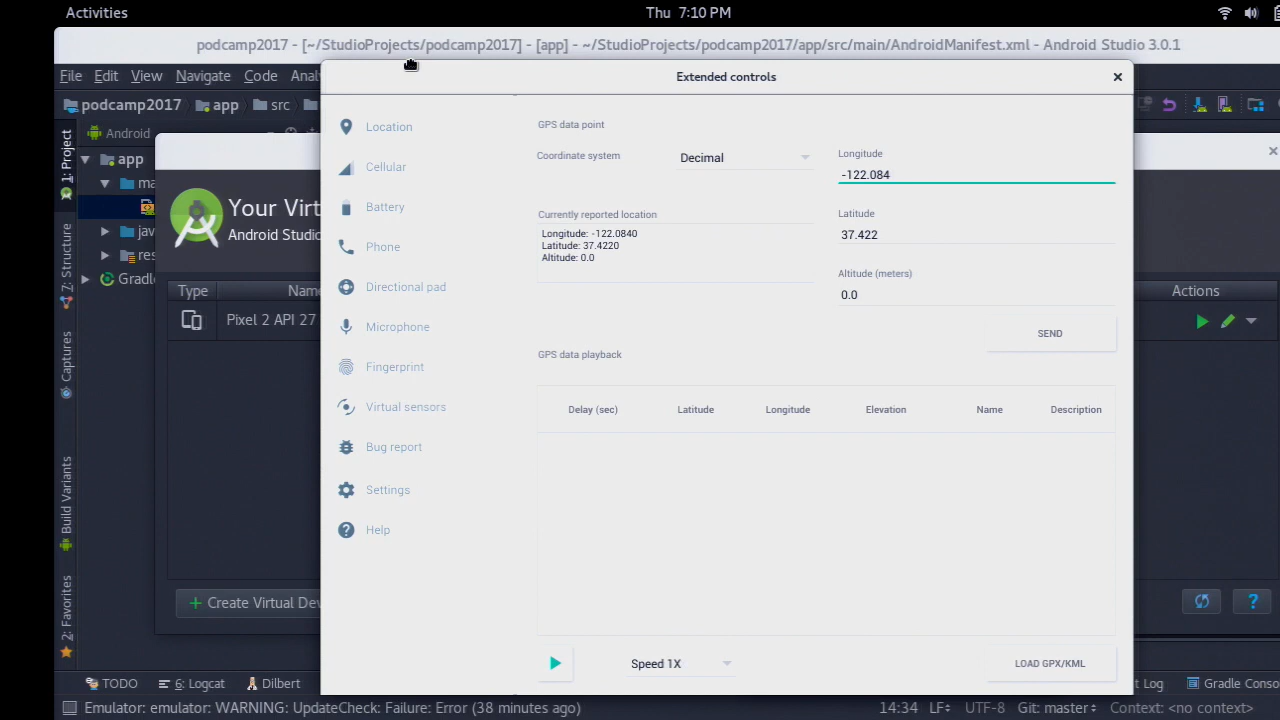 Activities
Thu 7:10 PM
podcamp2017 - [~/StudioProjects/podcamp2017] - [app] - ~/StudioProjects/podcamp2017/app/src/main/AndroidManifest.xml - Android Studio 3.0.1
File Edit View Navigate Code Anal
Extended controls
podcamp2017 app src
Android
1: Project
7: Structure
Captures
Build Variants
2: Favorites
app
ma
jav
res
Gradle
Your Virt
Android Studio
Type
Name
Actions
Pixel 2 API 27
+ Create Virtual Dev
?
Location
Cellular
Battery
Phone
Directional pad
Microphone
Fingerprint
Virtual sensors
Bug report
Settings
Help
GPS data point
Coordinate system
Decimal
Currently reported location
Longitude: -122.0840
Latitude: 37.4220
Altitude: 0.0
Longitude
-122.084
Latitude
37.422
Altitude (meters)
0.0
SEND
GPS data playback
Delay (sec) Latitude Longitude Elevation Name Description
Speed 1X
LOAD GPX/KML
TODO 6: Logcat Dilbert
t Log Gradle Conso
Emulator: emulator: WARNING: UpdateCheck: Failure: Error (38 minutes ago)
14:34 LF÷ UTF-8 Git: master÷ Context: <no context>